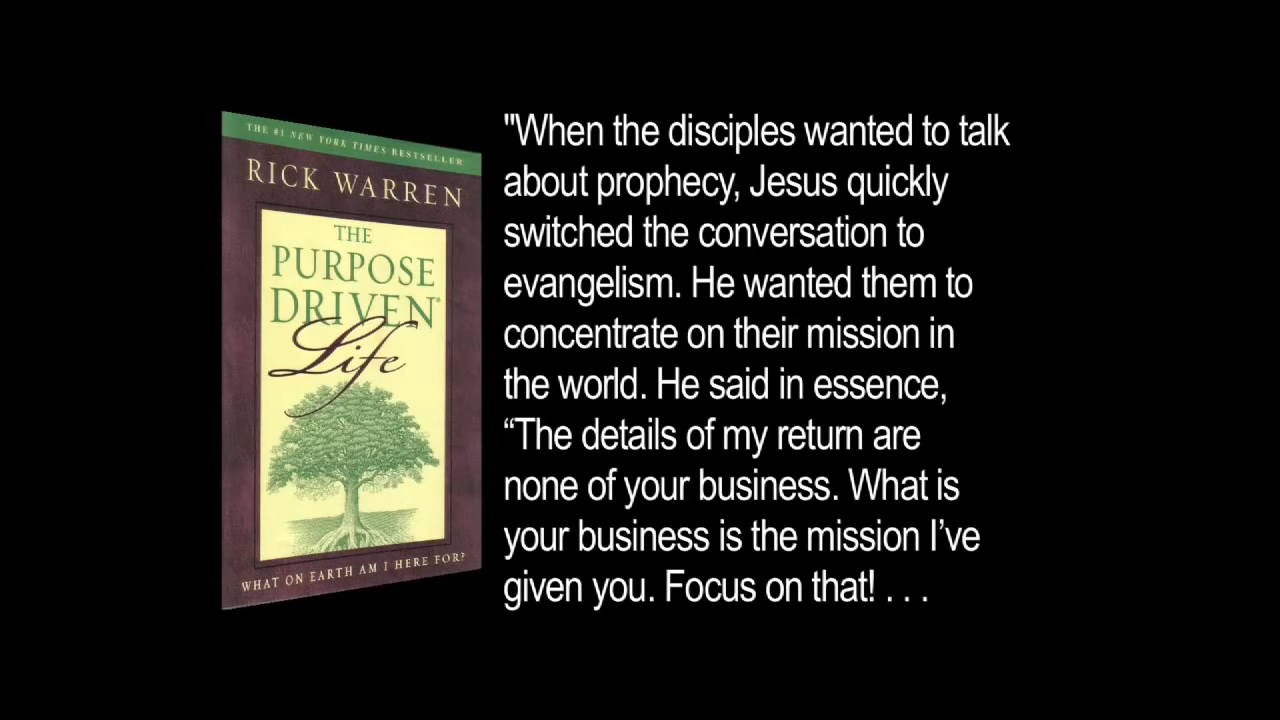 THE #1 NEW YORK TIMES BESTSELLER
RICK WARREN
THE
PURPOSE
DRIVEN®
Life
WHAT ON EARTH AM I HERE FOR?
"When the disciples wanted to talk
about prophecy, Jesus quickly
switched the conversation to
evangelism. He wanted them to
concentrate on their mission in
the world. He said in essence,
“The details of my return are
none of your business. What is
your business is the mission I’ve
given you. Focus on that! . . .